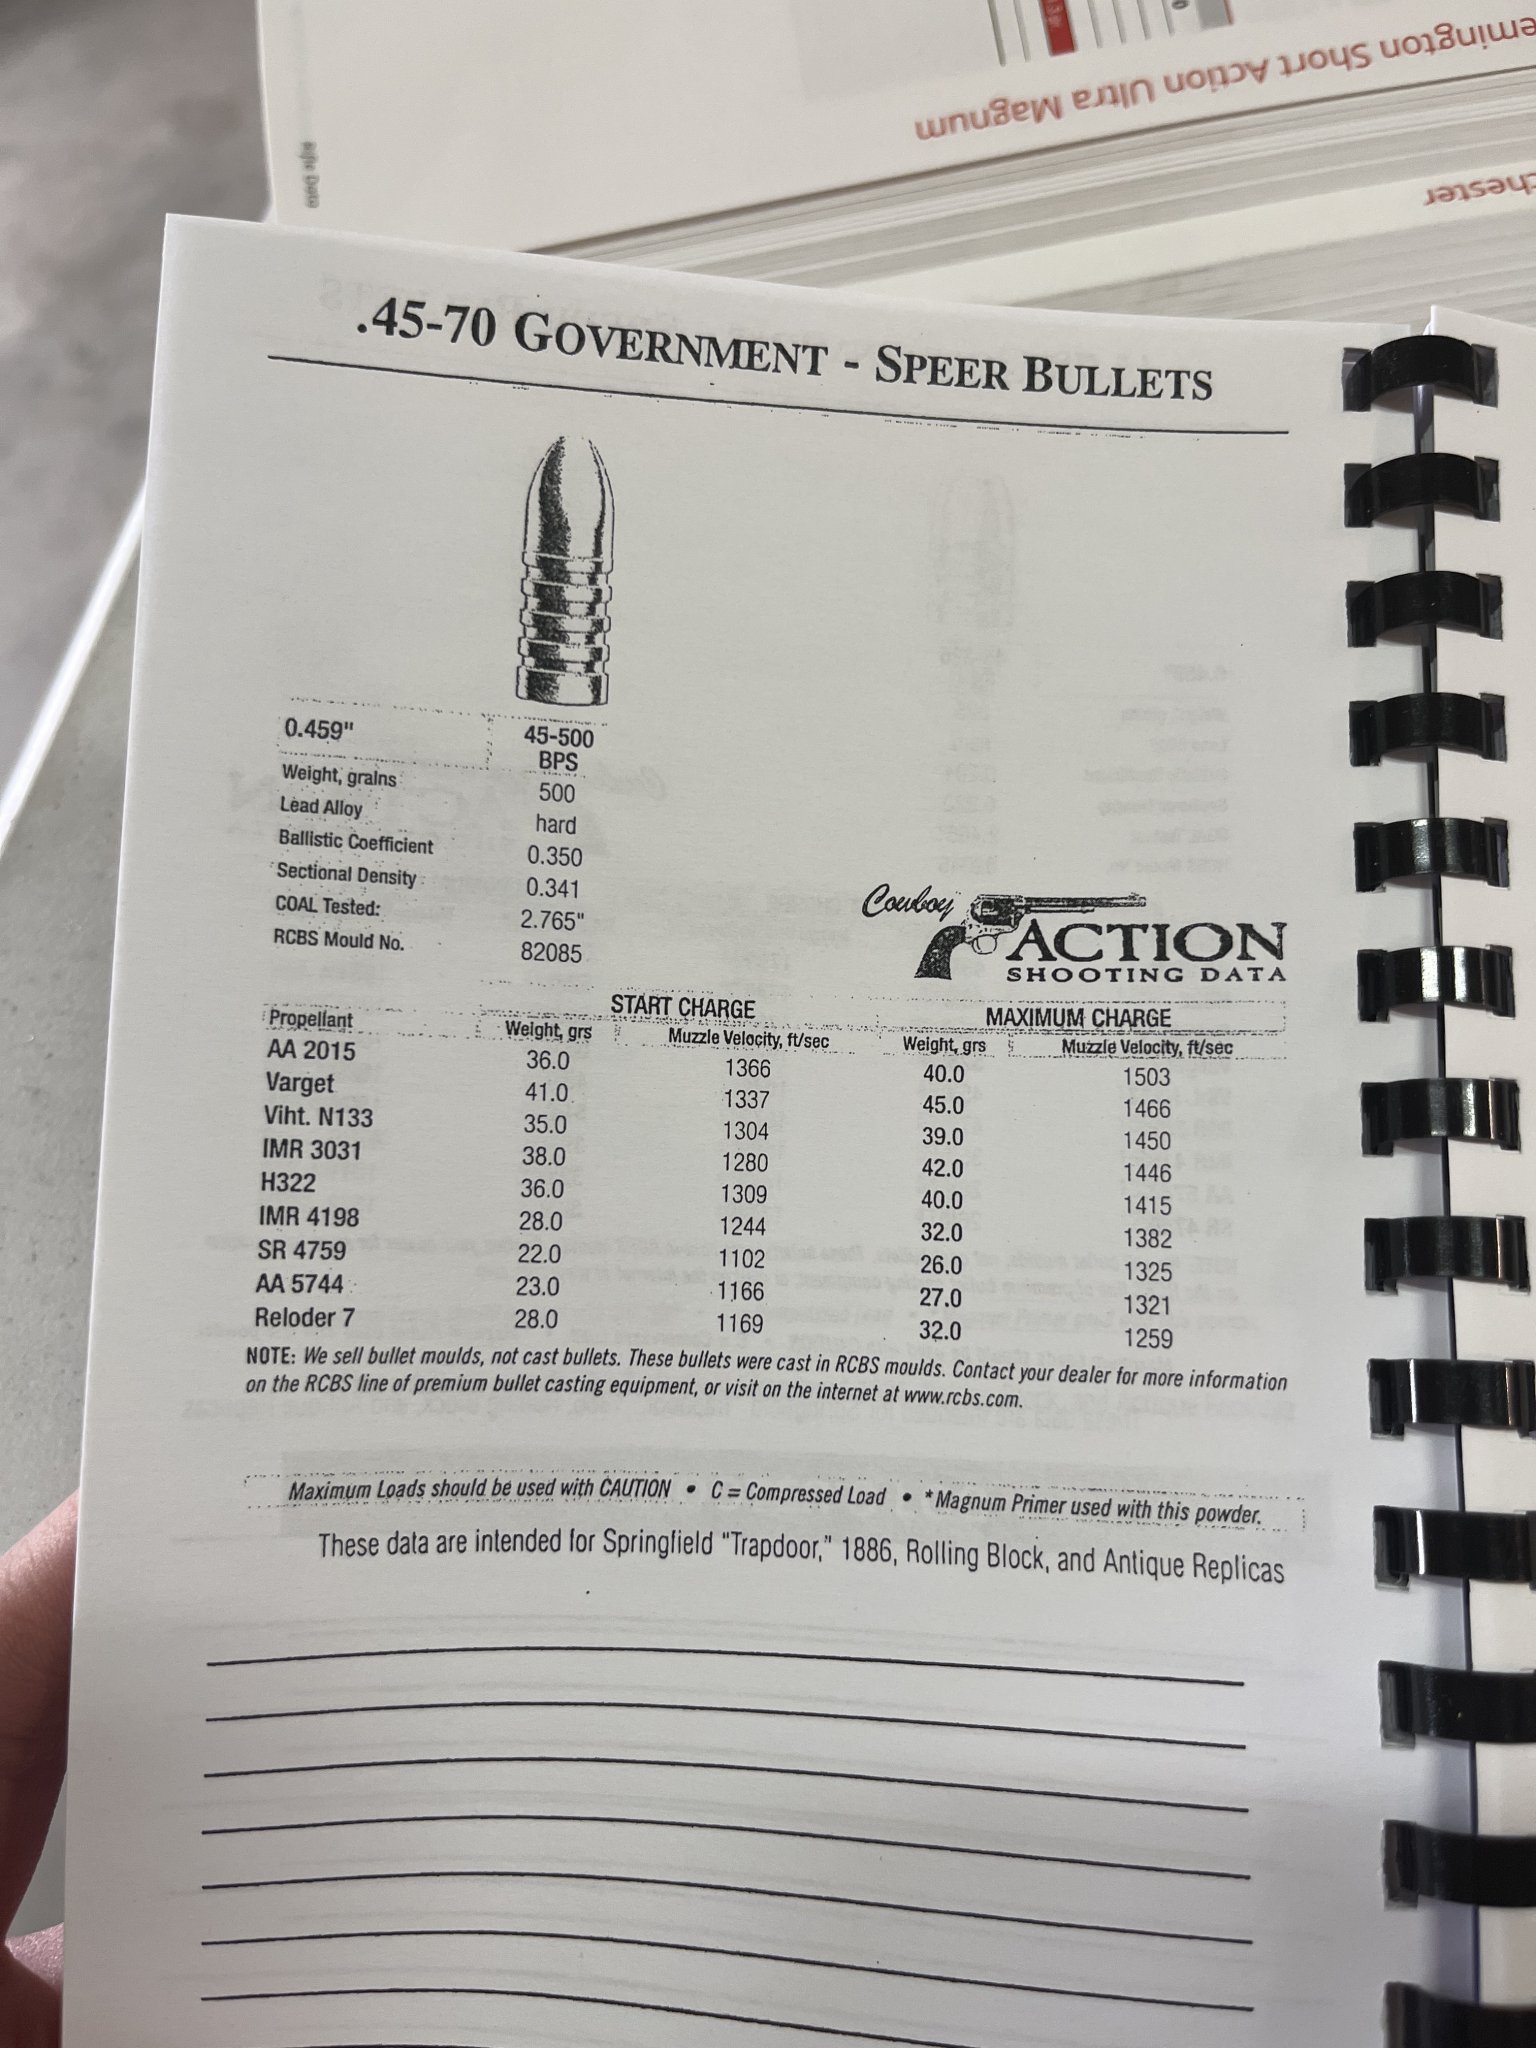 emington Short Action Ultra Magnum
chester
Rifle Data
.45-70 GOVERNMENT - SPEER BULLETS
0.459" 45-500 BPS
Weight, grains 500
Lead Alloy hard
Ballistic Coefficient 0.350
Sectional Density 0.341
COAL Tested: 2.765"
RCBS Mould No. 82085
Cowboy
ACTION
SHOOTING DATA
START CHARGE MAXIMUM CHARGE
Propellant Weight, grs Muzzle Velocity, ft/sec Weight, grs Muzzle Velocity, ft/sec
AA 2015 36.0 1366 40.0 1503
Varget 41.0 1337 45.0 1466
Viht. N133 35.0 1304 39.0 1450
IMR 3031 38.0 1280 42.0 1446
H322 36.0 1309 40.0 1415
IMR 4198 28.0 1244 32.0 1382
SR 4759 22.0 1102 26.0 1325
AA 5744 23.0 1166 27.0 1321
Reloder 7 28.0 1169 32.0 1259
NOTE: We sell bullet moulds, not cast bullets. These bullets were cast in RCBS moulds. Contact your dealer for more information
on the RCBS line of premium bullet casting equipment, or visit on the internet at www.rcbs.com.
Maximum Loads should be used with CAUTION • C = Compressed Load • *Magnum Primer used with this powder.
These data are intended for Springfield "Trapdoor," 1886, Rolling Block, and Antique Replicas